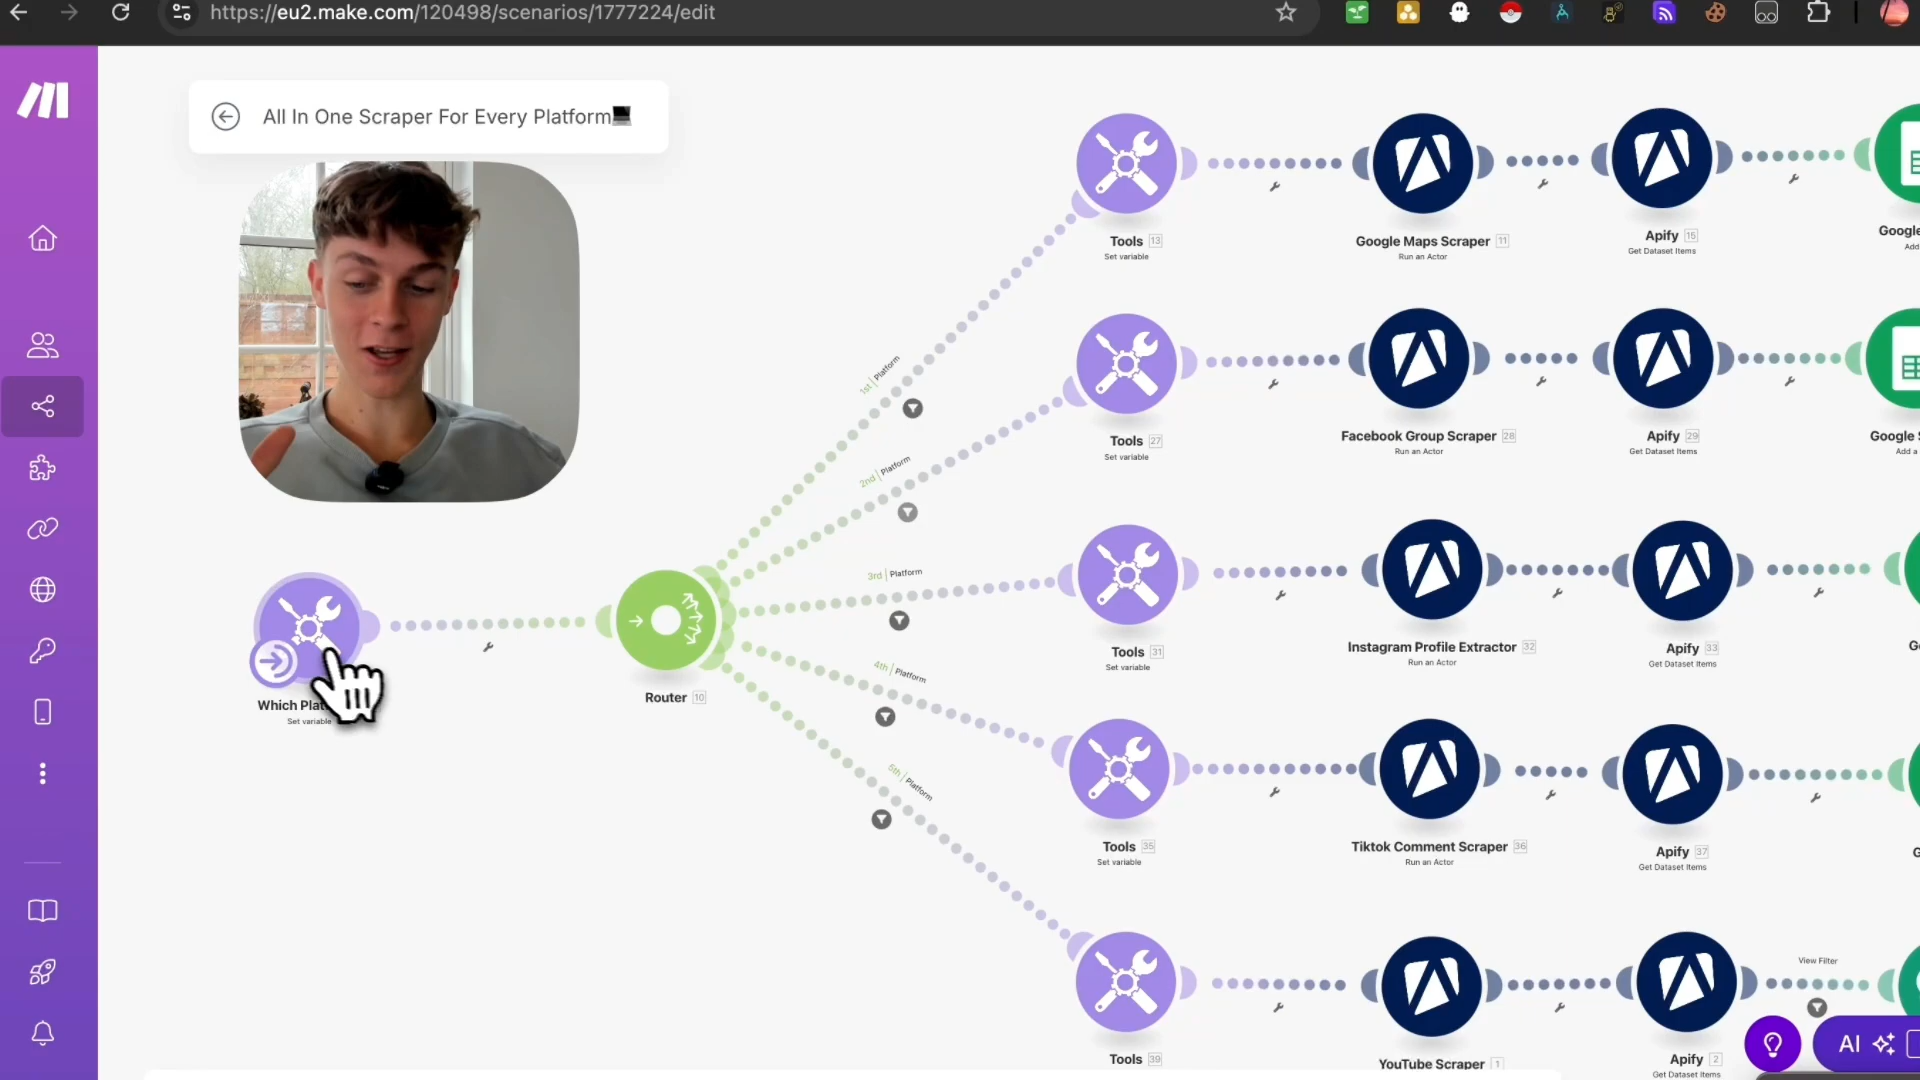 https://eu2.make.com/120498/scenarios/1777224/edit
All In One Scraper For Every Platform
Tools 13
Set variable
Google Maps Scraper 11
Run an Actor
Apify 15
Get Dataset Items
Google
Add
1st | Platform
Tools 27
Set variable
Facebook Group Scraper 28
Run an Actor
Apify 29
Get Dataset Items
Google
Add a
2nd | Platform
3rd | Platform
Tools 31
Set variable
Instagram Profile Extractor 32
Run an Actor
Apify 33
Get Dataset Items
Which Plat
Set variable
Router 10
4th | Platform
Tools 35
Set variable
Tiktok Comment Scraper 36
Run an Actor
Apify 37
Get Dataset Items
5th | Platform
View Filter
Tools 39
YouTube Scraper 1
Apify 2
Get Dataset Items
AI